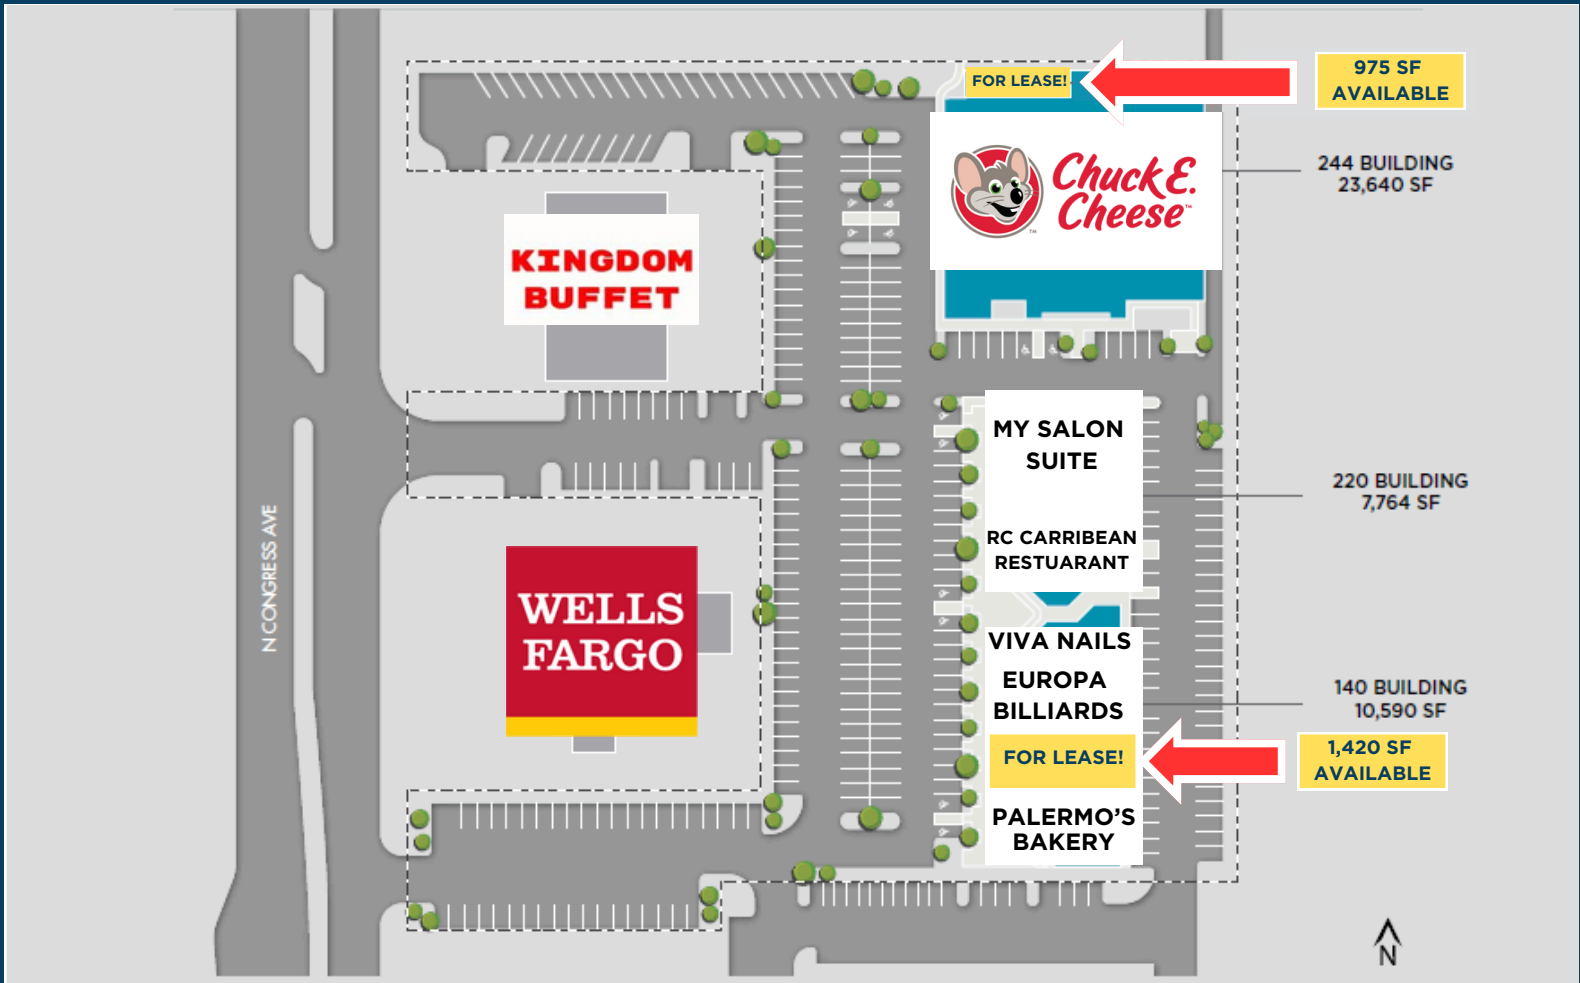 FOR LEASE!
975 SF
AVAILABLE
Chuck E.
Cheese™
™
244 BUILDING
23,640 SF
KINGDOM
BUFFET
MY SALON
SUITE
220 BUILDING
7,764 SF
RC CARRIBEAN
RESTUARANT
N CONGRESS AVE
WELLS
FARGO
VIVA NAILS
EUROPA
BILLIARDS
140 BUILDING
10,590 SF
FOR LEASE!
1,420 SF
AVAILABLE
PALERMO'S
BAKERY
N